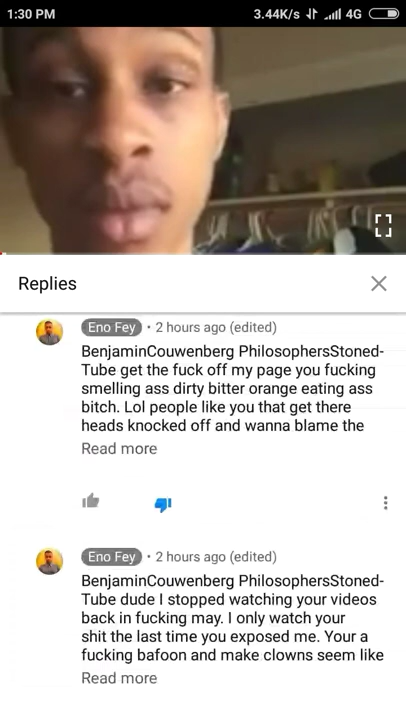 1:30 PM 3.44K/s 4G
Replies
Eno Fey • 2 hours ago (edited)
BenjaminCouwenberg PhilosophersStoned-
Tube get the fuck off my page you fucking
smelling ass dirty bitter orange eating ass
bitch. Lol people like you that get there
heads knocked off and wanna blame the
Read more
Eno Fey • 2 hours ago (edited)
BenjaminCouwenberg PhilosophersStoned-
Tube dude I stopped watching your videos
back in fucking may. I only watch your
shit the last time you exposed me. Your a
fucking bafoon and make clowns seem like
Read more